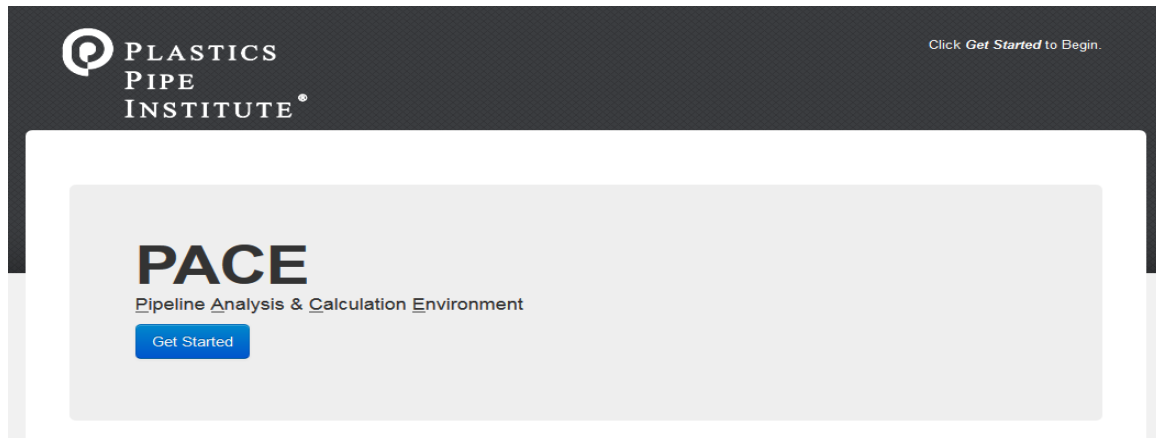 PLASTICS
PIPE
INSTITUTE®
Click Get Started to Begin.
PACE
Pipeline Analysis & Calculation Environment
Get Started